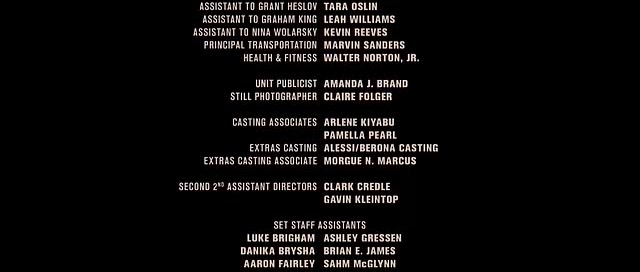 ASSISTANT TO GRANT HESLOV TARA OSLIN
ASSISTANT TO GRAHAM KING LEAH WILLIAMS
ASSISTANT TO NINA WOLARSKY KEVIN REEVES
PRINCIPAL TRANSPORTATION MARVIN SANDERS
HEALTH & FITNESS WALTER NORTON, JR.
UNIT PUBLICIST AMANDA J. BRAND
STILL PHOTOGRAPHER CLAIRE FOLGER
CASTING ASSOCIATES ARLENE KIYABU
PAMELLA PEARL
EXTRAS CASTING ALESSI/BERONA CASTING
EXTRAS CASTING ASSOCIATE MORGUE N. MARCUS
SECOND 2ND ASSISTANT DIRECTORS CLARK CREDLE
GAVIN KLEINTOP
SET STAFF ASSISTANTS
LUKE BRIGHAM ASHLEY GRESSEN
DANIKA BRYSHA BRIAN E. JAMES
AARON FAIRLEY SAHM McGLYNN